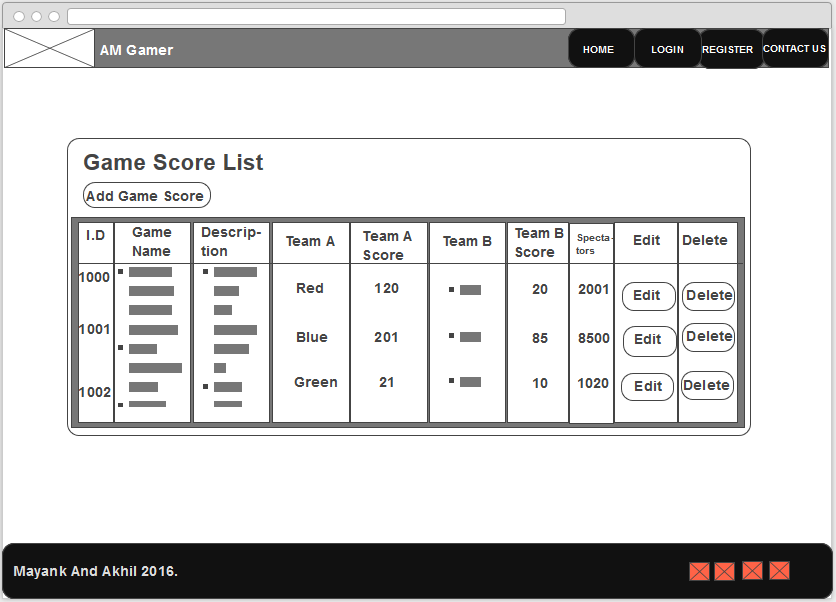 AM Gamer
HOME
LOGIN
REGISTER
CONTACT US
Game Score List
Add Game Score
I.D
Game
Name
Descrip-
tion
Team A
Team A
Score
Team B
Team B
Score
Specta-
tors
Edit
Delete
1000
Red
120
20
2001
Edit
Delete
1001
Blue
201
85
8500
Edit
Delete
1002
Green
21
10
1020
Edit
Delete
Mayank And Akhil 2016.